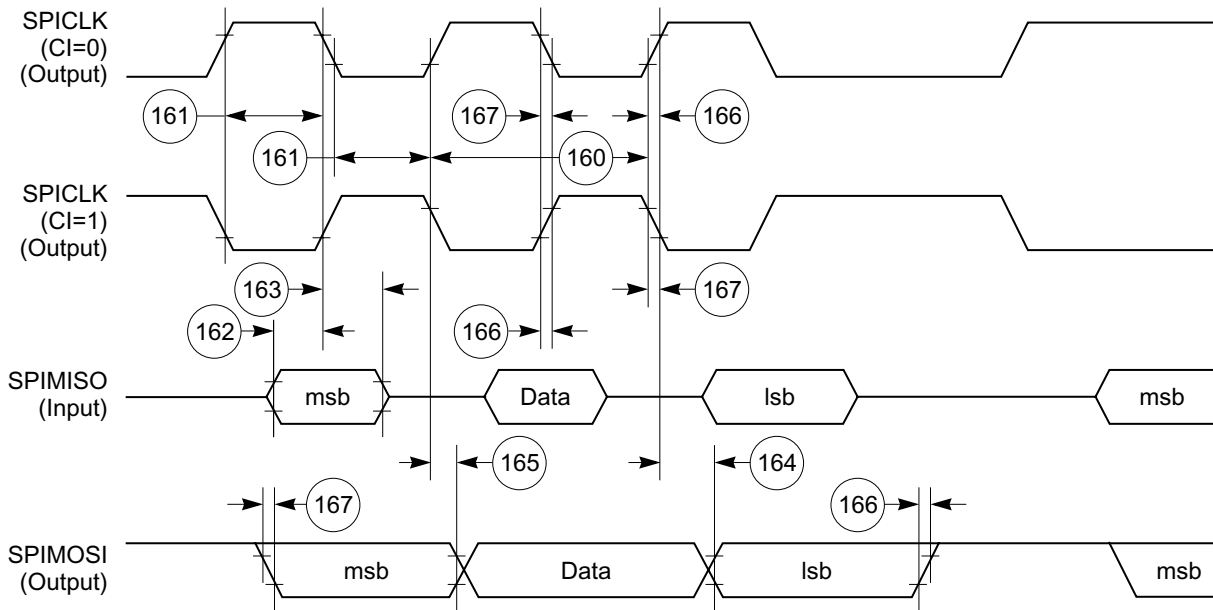 SPICLK
(CI=0)
(Output)
161
167
166
161
160
SPICLK
(CI=1)
(Output)
163
167
162
166
SPIMISO
(Input)
msb
Data
lsb
msb
165
164
167
166
SPIMOSI
(Output)
msb
Data
lsb
msb